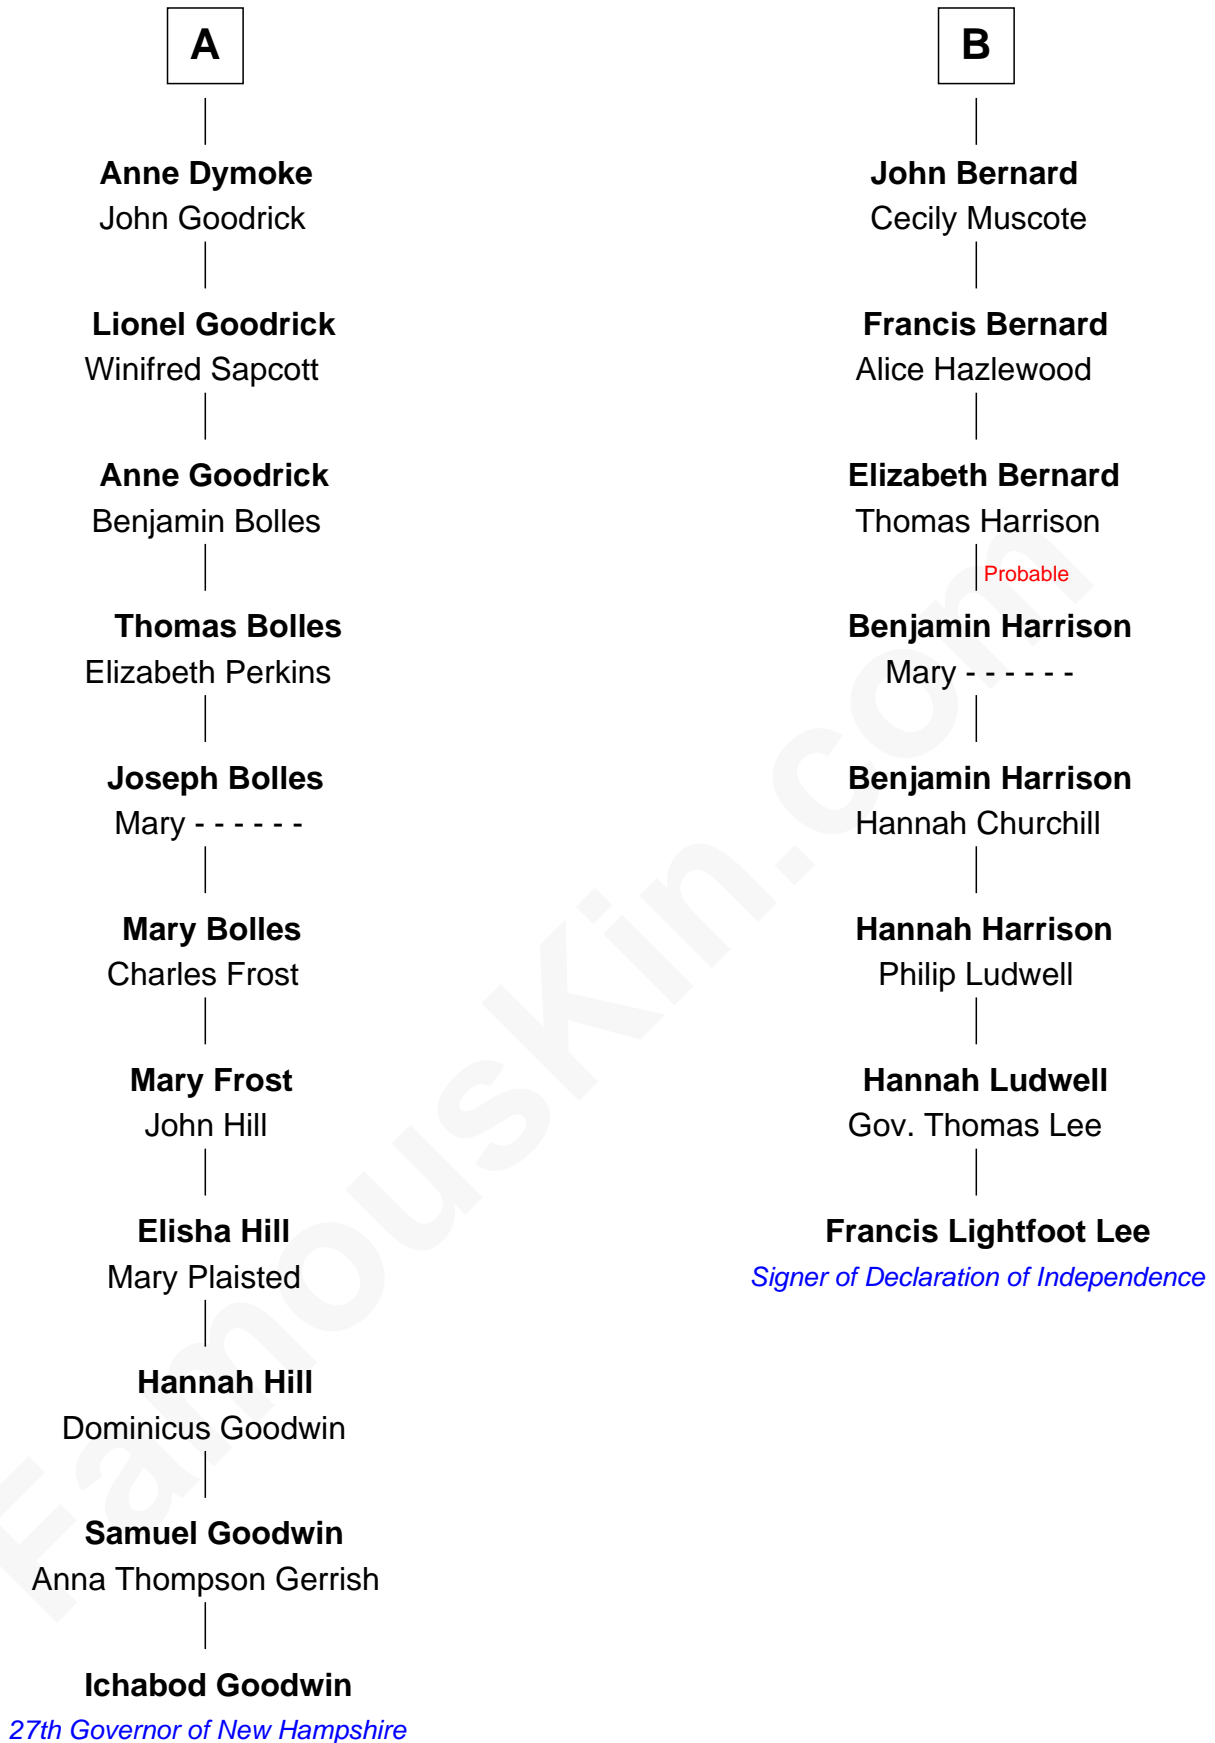 A
Anne Dymoke
John Goodrick
Lionel Goodrick
Winifred Sapcott
Anne Goodrick
Benjamin Bolles
Thomas Bolles
Elizabeth Perkins
Joseph Bolles
Mary - - - - - -
Mary Bolles
Charles Frost
Mary Frost
John Hill
Elisha Hill
Mary Plaisted
Hannah Hill
Dominicus Goodwin
Samuel Goodwin
Anna Thompson Gerrish
Ichabod Goodwin
27th Governor of New Hampshire
B
John Bernard
Cecily Muscote
Francis Bernard
Alice Hazlewood
Elizabeth Bernard
Thomas Harrison
Probable
Benjamin Harrison
Mary - - - - - -
Benjamin Harrison
Hannah Churchill
Hannah Harrison
Philip Ludwell
Hannah Ludwell
Gov. Thomas Lee
Francis Lightfoot Lee
Signer of Declaration of Independence
FamousKin.com